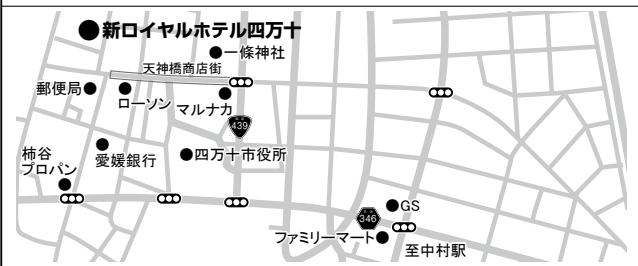 新ロイヤルホテル四万十
一條神社
天神橋商店街
郵便局
ローソン
マルナカ
439
柿谷
プロパン
愛媛銀行
四万十市役所
346
GS
ファミリーマート
至中村駅